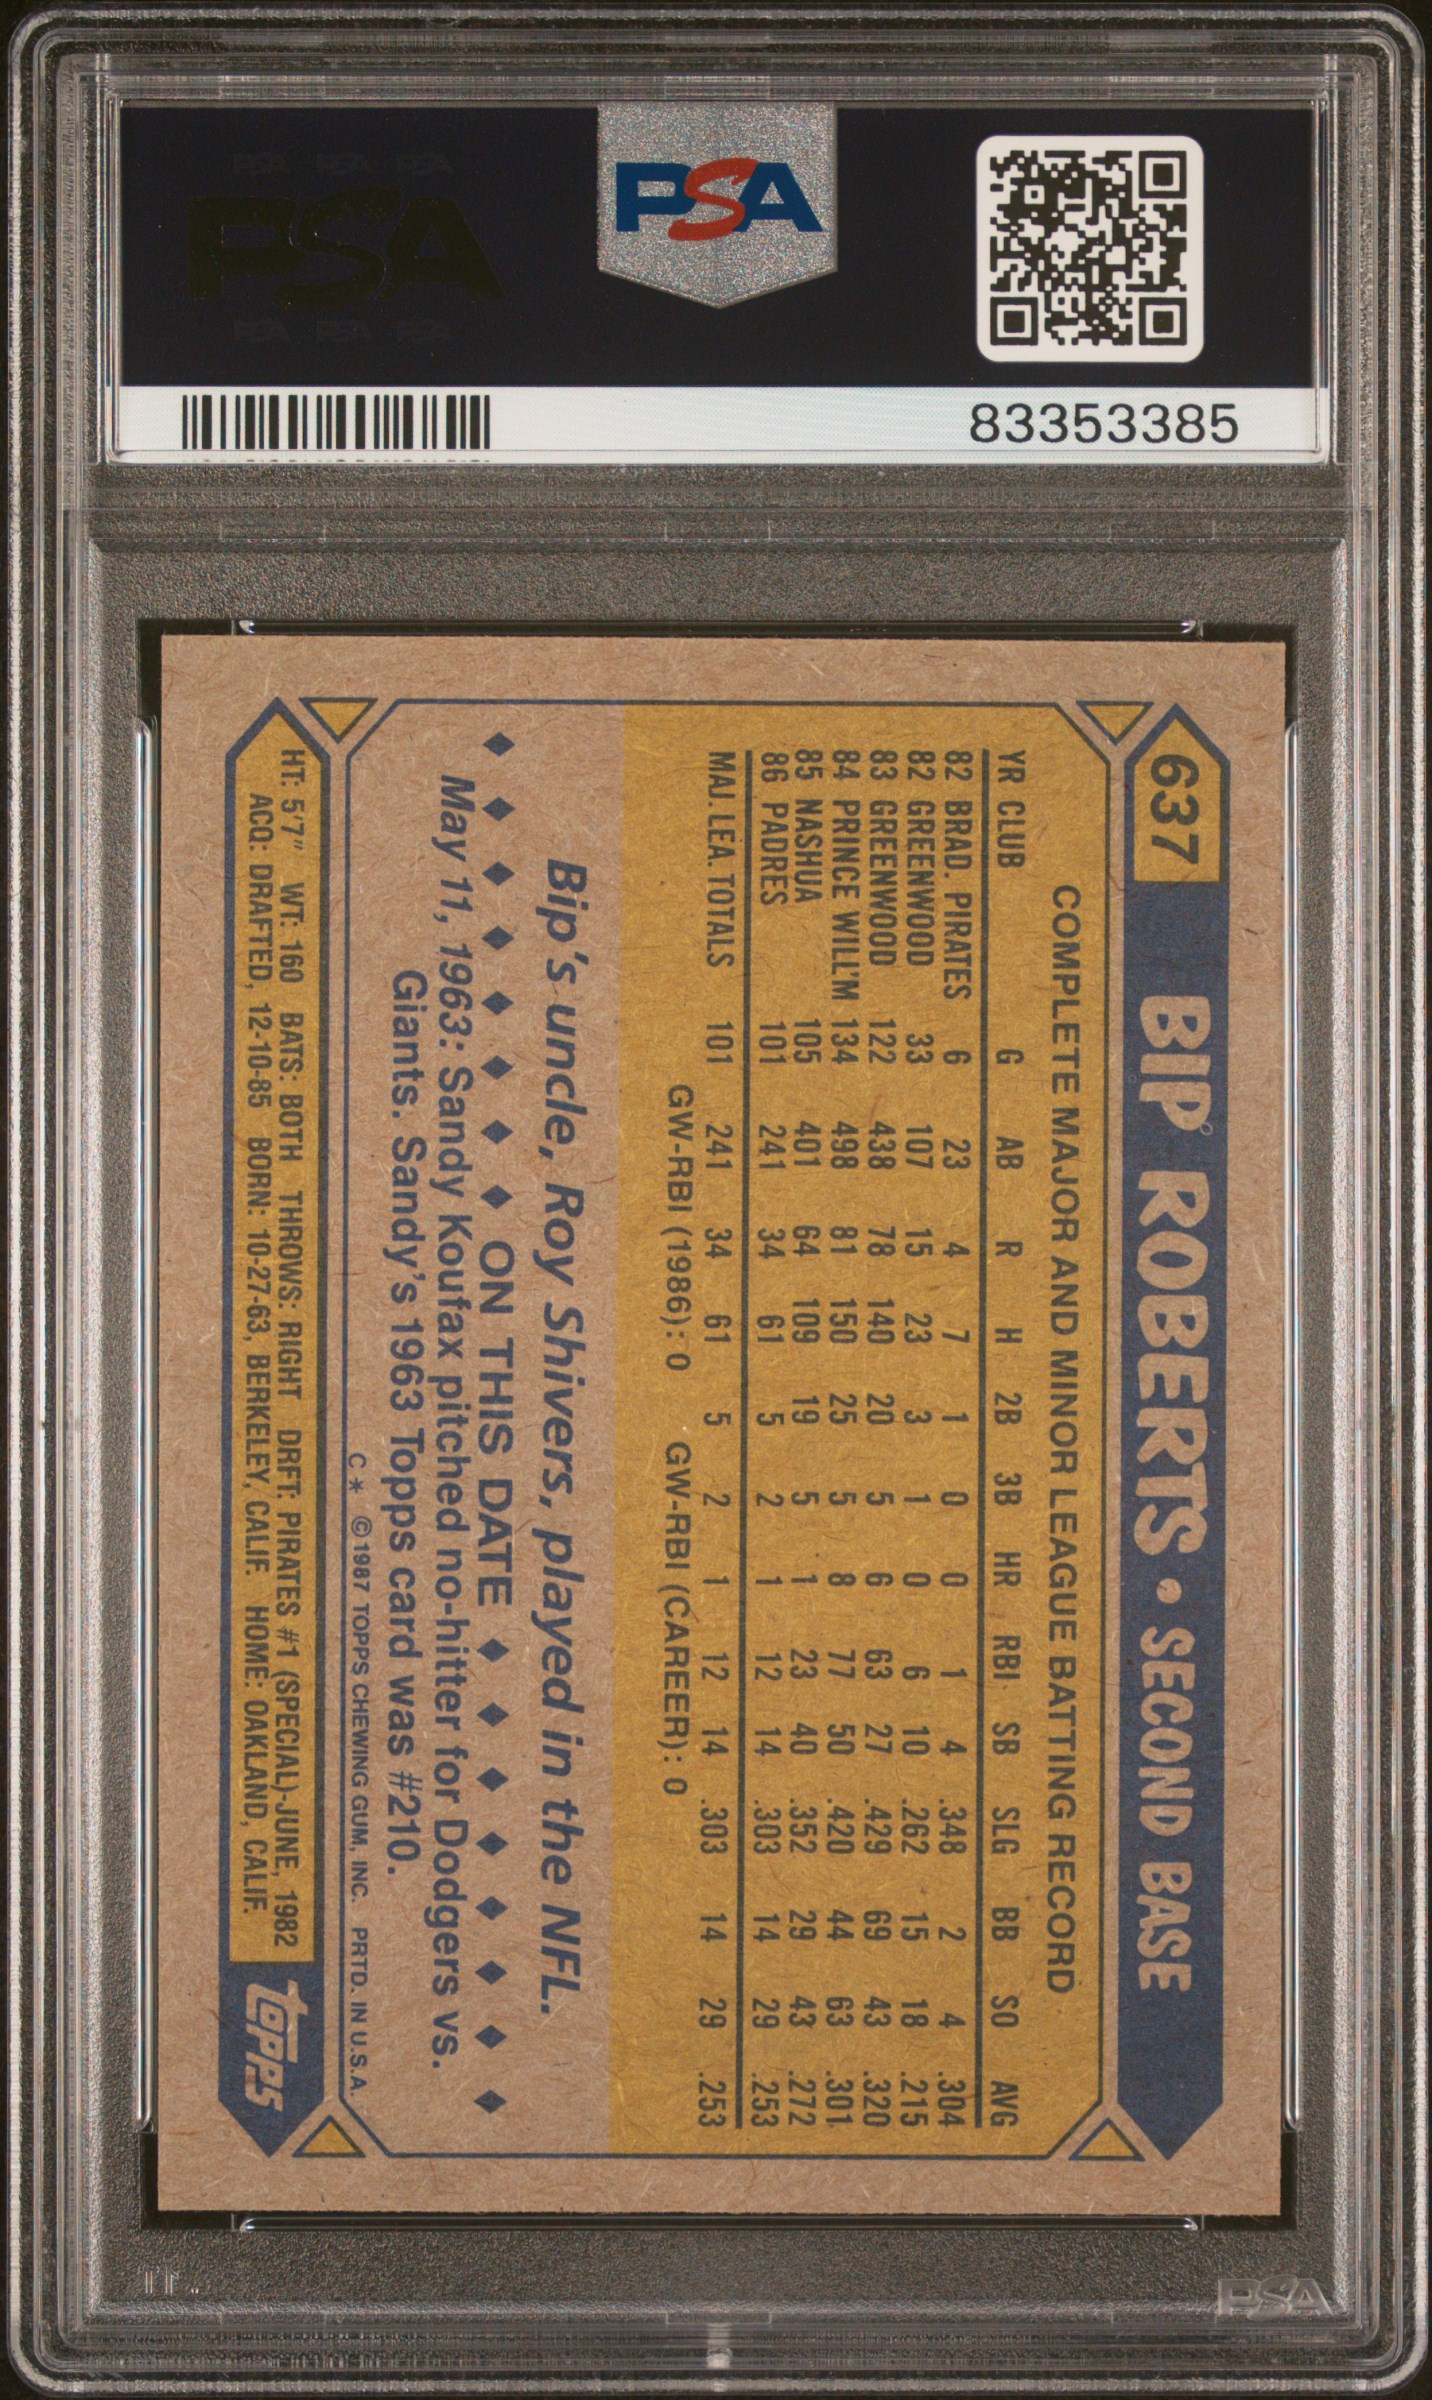 PSA PSA PSA
PSA
PSA PSA PSA
PSA
83353385
637 BIP ROBERTS • SECOND BASE
COMPLETE MAJOR AND MINOR LEAGUE BATTING RECORD
YR CLUB G AB R H 2B 3B HR RBI SB SLG BB SO AVG
82 BRAD. PIRATES 6 23 4 7 1 0 0 1 4 .348 2 4 .304
82 GREENWOOD 33 107 15 23 3 1 0 6 10 .262 15 18 .215
83 GREENWOOD 122 438 78 140 20 5 6 63 27 .429 69 43 .320
84 PRINCE WILL'M 134 498 81 150 25 5 8 77 50 .420 44 63 .301
85 NASHUA 105 401 64 109 19 5 1 23 40 .352 29 43 .272
86 PADRES 101 241 34 61 5 2 1 12 14 .303 14 29 .253
MAJ. LEA. TOTALS 101 241 34 61 5 2 1 12 14 .303 14 29 .253
GW-RBI (1986): 0 GW-RBI (CAREER): 0
Bip's uncle, Roy Shivers, played in the NFL.
ON THIS DATE
May 11, 1963: Sandy Koufax pitched no-hitter for Dodgers vs.
Giants. Sandy's 1963 Topps card was #210.
C* ©1987 TOPPS CHEWING GUM, INC. PRTD. IN U.S.A.
HT: 5'7" WT: 160 BATS: BOTH THROWS: RIGHT DRFT: PIRATES #1 (SPECIAL)-JUNE, 1982
ACQ: DRAFTED, 12-10-85 BORN: 10-27-63, BERKELEY, CALIF. HOME: OAKLAND, CALIF.
topps
PSA